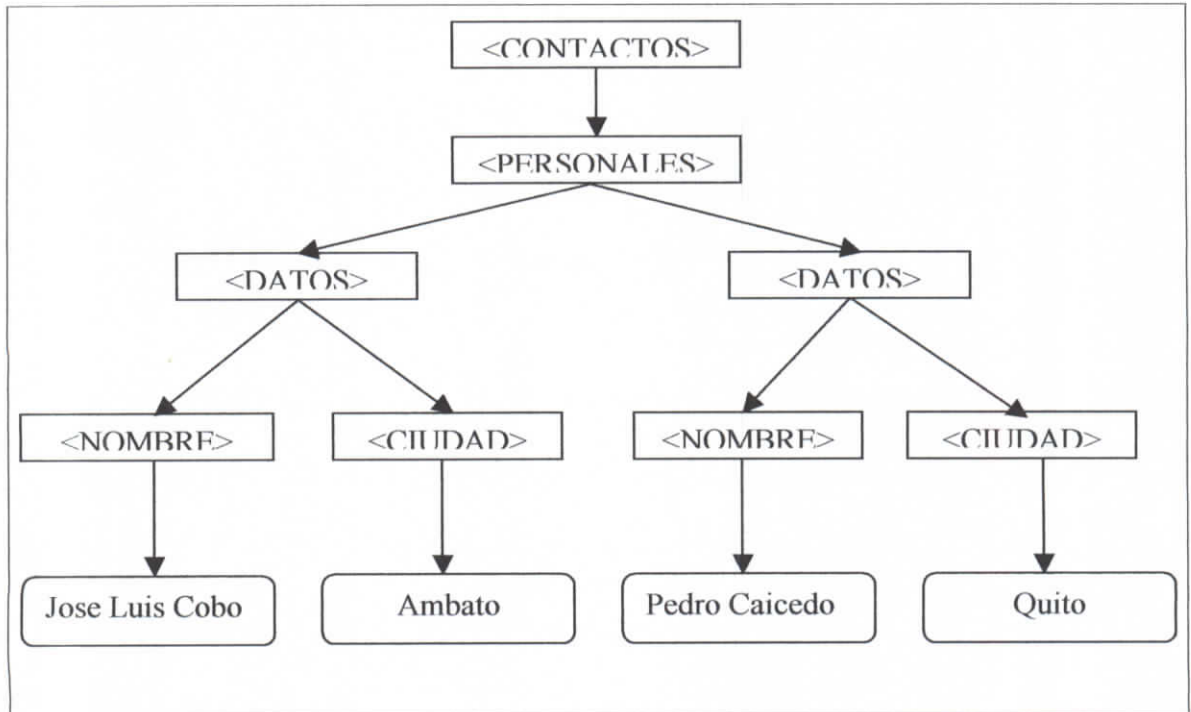 <CONTACTOS>
<PERSONALES>
<DATOS> <DATOS>
<NOMBRE> <CIUDAD> <NOMBRE> <CIUDAD>
Jose Luis Cobo Ambato Pedro Caicedo Quito